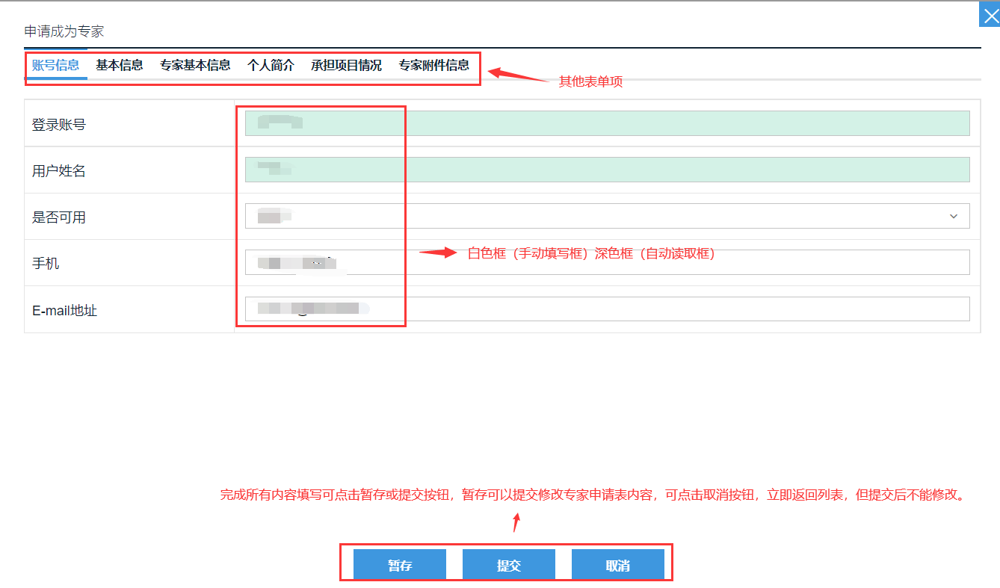 申请成为专家
账号信息 基本信息 专家基本信息 个人简介 承担项目情况 专家附件信息
其他表单项
登录账号
用户姓名
是否可用
手机
白色框（手动填写框）深色框（自动读取框）
E-mail地址
完成所有内容填写可点击暂存或提交按钮，暂存可以提交修改专家申请表内容，可点击取消按钮，立即返回列表，但提交后不能修改。
暂存 提交 取消